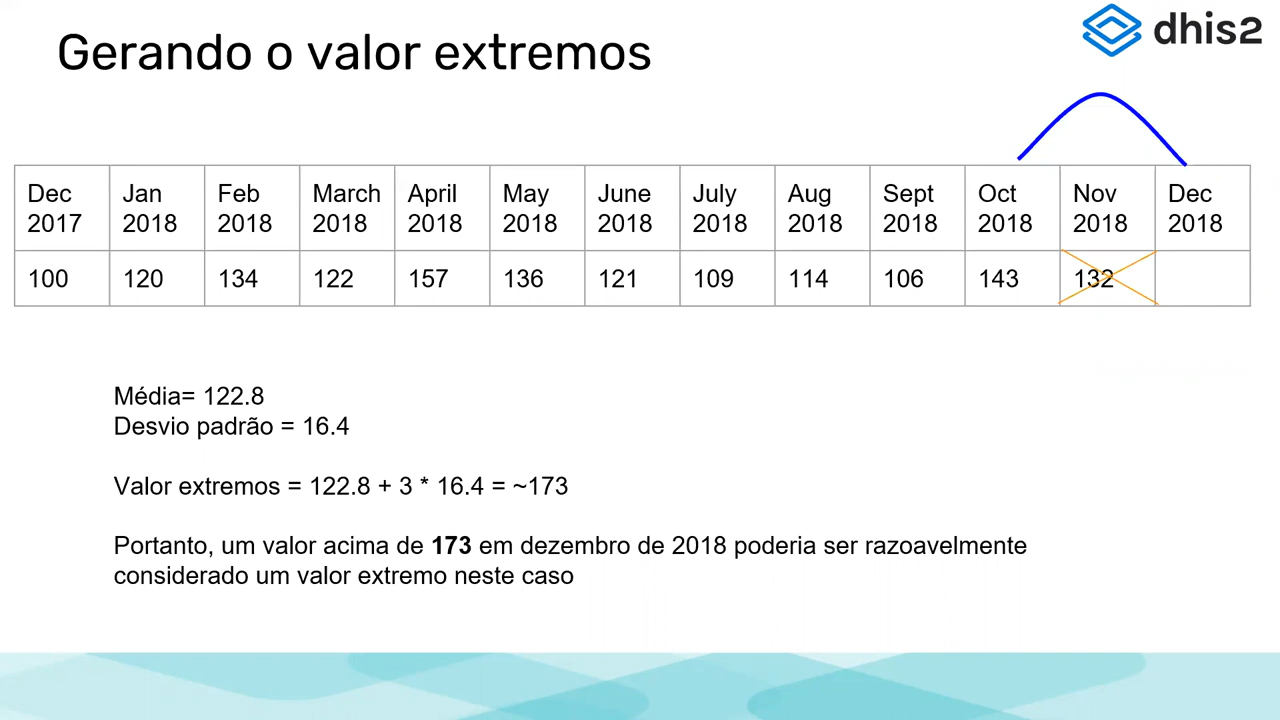 Gerando o valor extremos
dhis2
Dec 2017 Jan 2018 Feb 2018 March 2018 April 2018 May 2018 June 2018 July 2018 Aug 2018 Sept 2018 Oct 2018 Nov 2018 Dec 2018
100 120 134 122 157 136 121 109 114 106 143 132
Média= 122.8
Desvio padrão = 16.4
Valor extremos = 122.8 + 3 * 16.4 = ~173
Portanto, um valor acima de 173 em dezembro de 2018 poderia ser razoavelmente
considerado um valor extremo neste caso